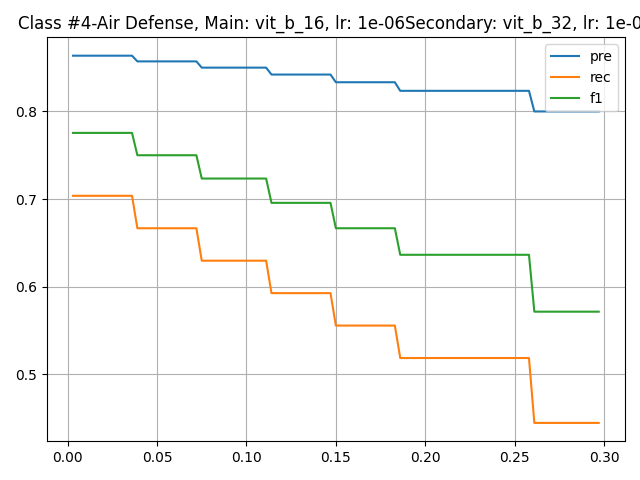 Class #4-Air Defense, Main: vit_b_16, lr: 1e-06Secondary: vit_b_32, lr: 1e-0
pre
rec
f1
0.8
0.7
0.6
0.5
0.00 0.05 0.10 0.15 0.20 0.25 0.30